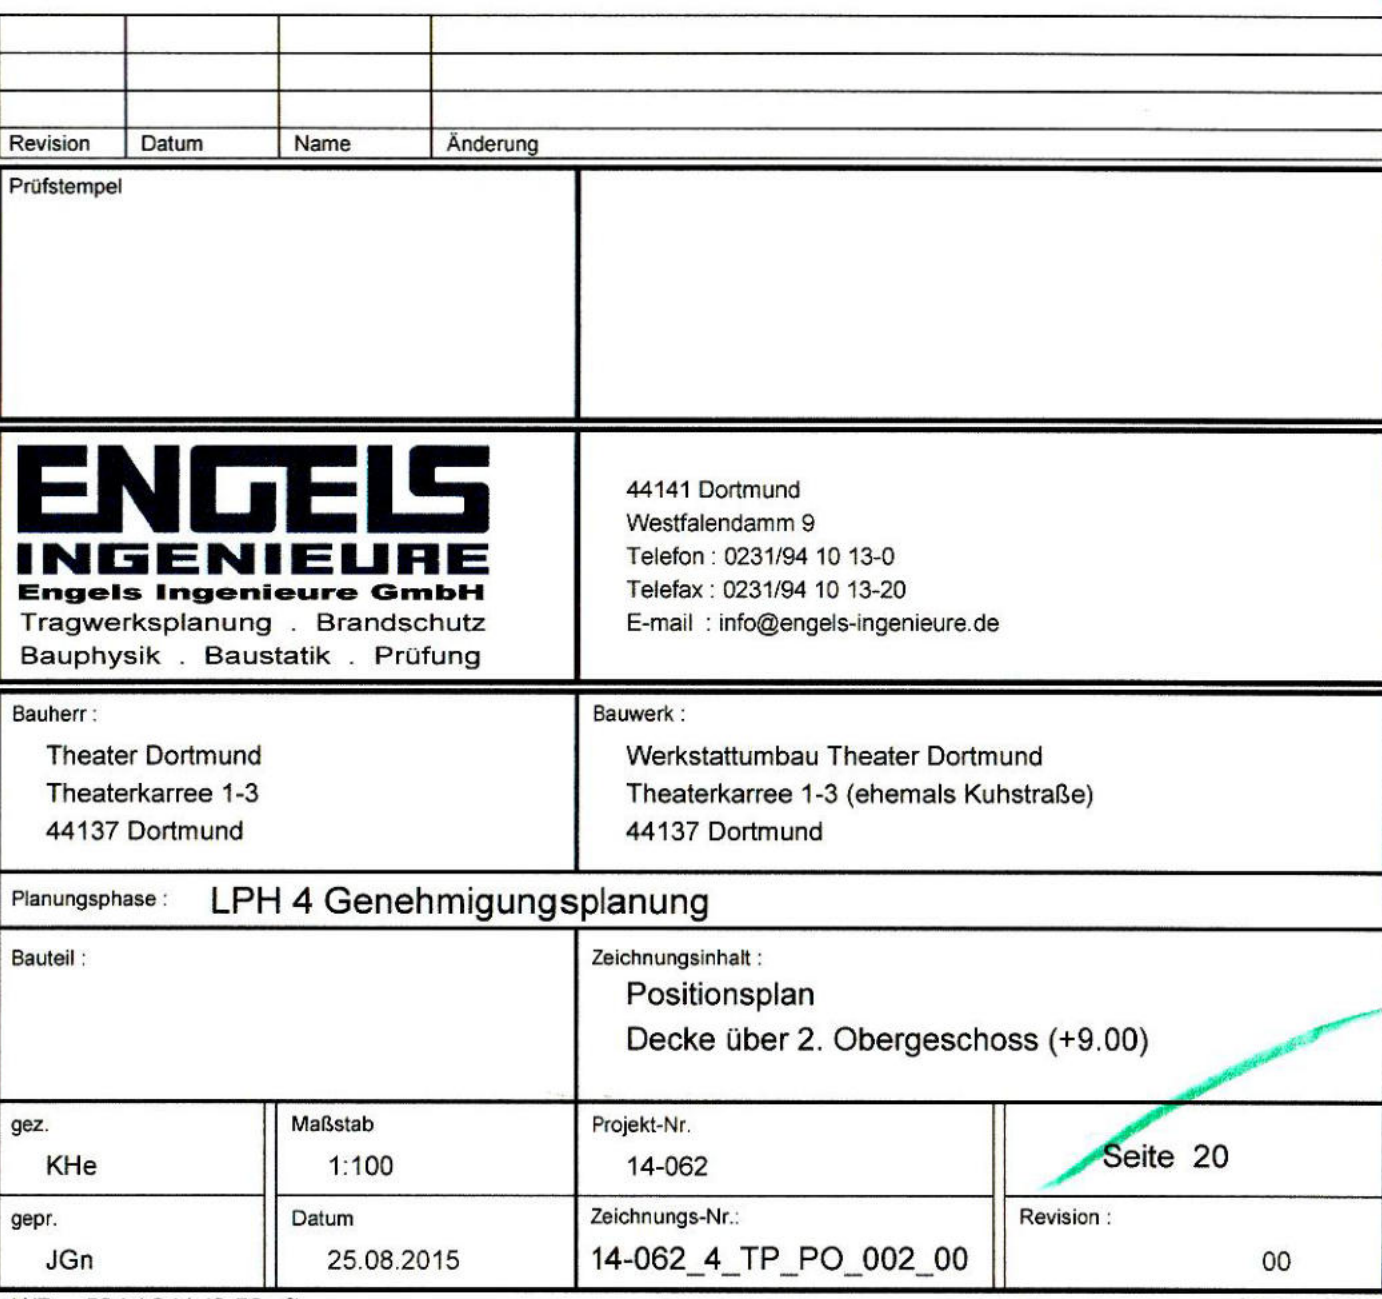 Revision Datum Name Änderung
Prüfstempel
ENGELS
INGENIEURE
Engels Ingenieure GmbH
Tragwerksplanung . Brandschutz
Bauphysik . Baustatik . Prüfung
44141 Dortmund
Westfalendamm 9
Telefon : 0231/94 10 13-0
Telefax : 0231/94 10 13-20
E-mail : info@engels-ingenieure.de
Bauherr :
Theater Dortmund
Theaterkarree 1-3
44137 Dortmund
Bauwerk :
Werkstattumbau Theater Dortmund
Theaterkarree 1-3 (ehemals Kuhstraße)
44137 Dortmund
Planungsphase : LPH 4 Genehmigungsplanung
Bauteil :
Zeichnungsinhalt :
Positionsplan
Decke über 2. Obergeschoss (+9.00)
gez.
KHe
Maßstab
1:100
Projekt-Nr.
14-062
Seite 20
gepr.
JGn
Datum
25.08.2015
Zeichnungs-Nr.:
14-062_4_TP_PO_002_00
Revision :
00